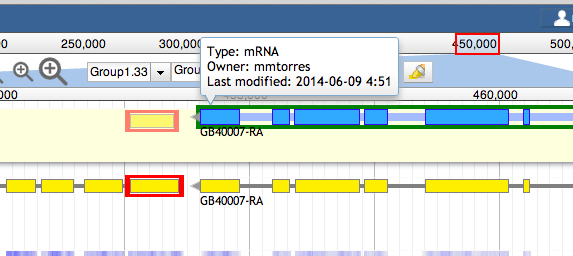 250,000
300,000
450,000
500,
Group1.33
Group
Type: mRNA
Owner: mmtorres
Last modified: 2014-06-09 4:51
000
460,000
GB40007-RA
GB40007-RA